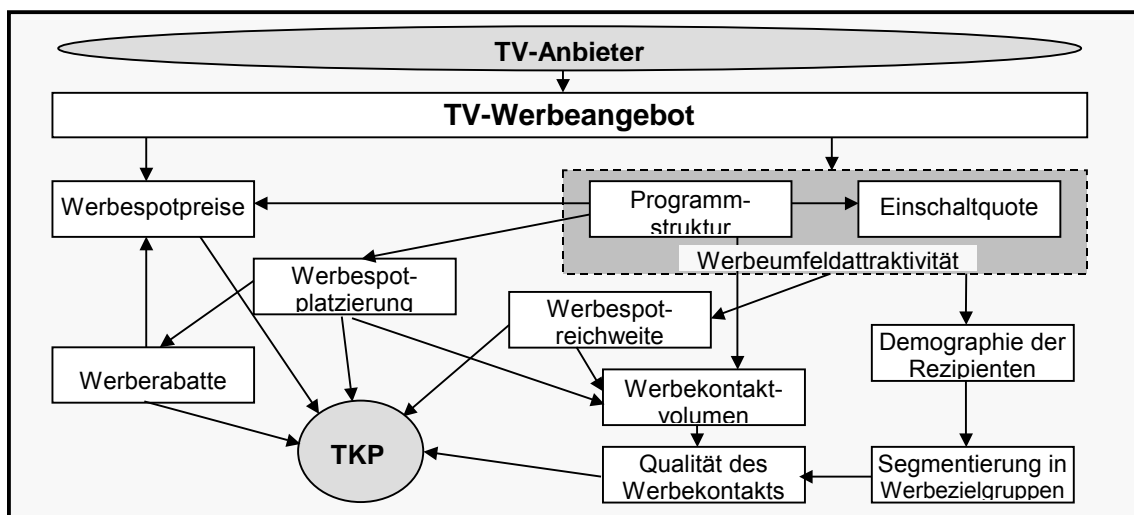 TV-Anbieter
TV-Werbeangebot
Werbespotpreise
Programm-
struktur
Einschaltquote
Werbeumfeldattraktivität
Werbespot-
platzierung
Werbespot-
reichweite
Demographie der
Rezipienten
Werberabatte
Werbekontakt-
volumen
TKP
Qualität des
Werbekontakts
Segmentierung in
Werbezielgruppen